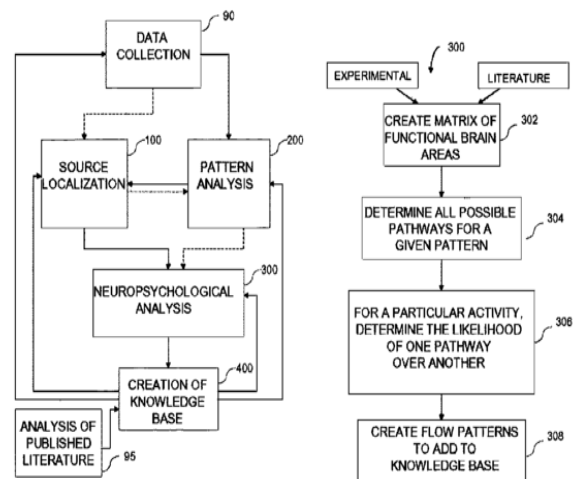 90
DATA
COLLECTION
100
SOURCE
LOCALIZATION
200
PATTERN
ANALYSIS
300
NEUROPSYCHOLOGICAL
ANALYSIS
400
CREATION OF
KNOWLEDGE
BASE
ANALYSIS OF
PUBLISHED
LITERATURE
95
300
EXPERIMENTAL
LITERATURE
CREATE MATRIX OF
FUNCTIONAL BRAIN
AREAS
302
DETERMINE ALL POSSIBLE
PATHWAYS FOR A
GIVEN PATTERN
304
FOR A PARTICULAR ACTIVITY,
DETERMINE THE LIKELIHOOD
OF ONE PATHWAY
OVER ANOTHER
306
CREATE FLOW PATTERNS
TO ADD TO
KNOWLEDGE BASE
308